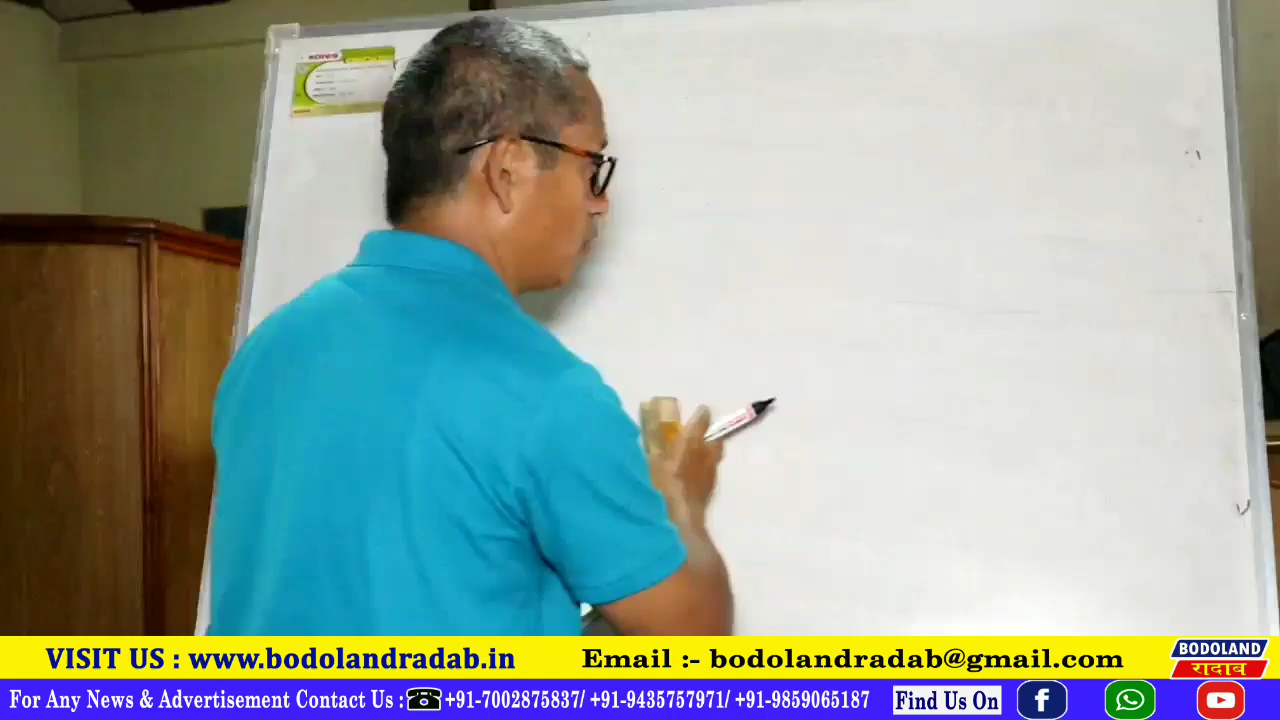 Kores
VISIT US : www.bodolandradab.in
Email :- bodolandradab@gmail.com
BODOLAND
रादाब
For Any News & Advertisement Contact Us : +91-7002875837/ +91-9435757971/ +91-9859065187
Find Us On